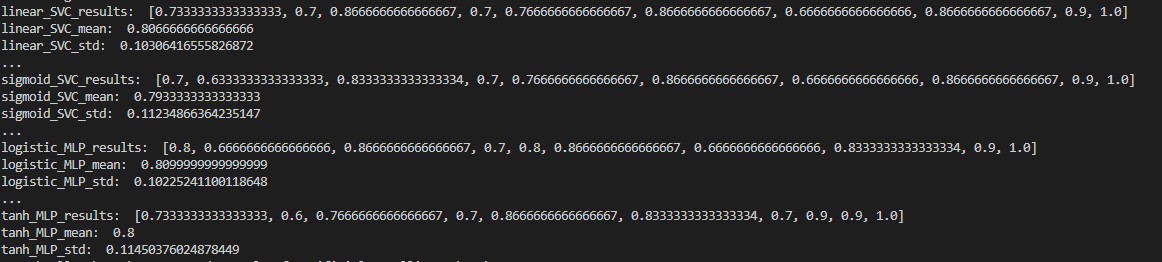 linear_SVC_results:  [0.7333333333333333, 0.7, 0.8666666666666667, 0.7, 0.7666666666666667, 0.8666666666666667, 0.6666666666666666, 0.8666666666666667, 0.9, 1.0]
linear_SVC_mean:  0.8066666666666666
linear_SVC_std:  0.10306416555826872
...
sigmoid_SVC_results:  [0.7, 0.6333333333333333, 0.8333333333333334, 0.7, 0.7666666666666667, 0.8666666666666667, 0.6666666666666666, 0.8666666666666667, 0.9, 1.0]
sigmoid_SVC_mean:  0.7933333333333333
sigmoid_SVC_std:  0.11234866364235147
...
logistic_MLP_results:  [0.8, 0.6666666666666666, 0.8666666666666667, 0.7, 0.8, 0.8666666666666667, 0.6666666666666666, 0.8333333333333334, 0.9, 1.0]
logistic_MLP_mean:  0.8099999999999999
logistic_MLP_std:  0.10225241100118648
...
tanh_MLP_results:  [0.7333333333333333, 0.6, 0.7666666666666667, 0.7, 0.8666666666666667, 0.8333333333333334, 0.7, 0.9, 0.9, 1.0]
tanh_MLP_mean:  0.8
tanh_MLP_std:  0.11450376024878449